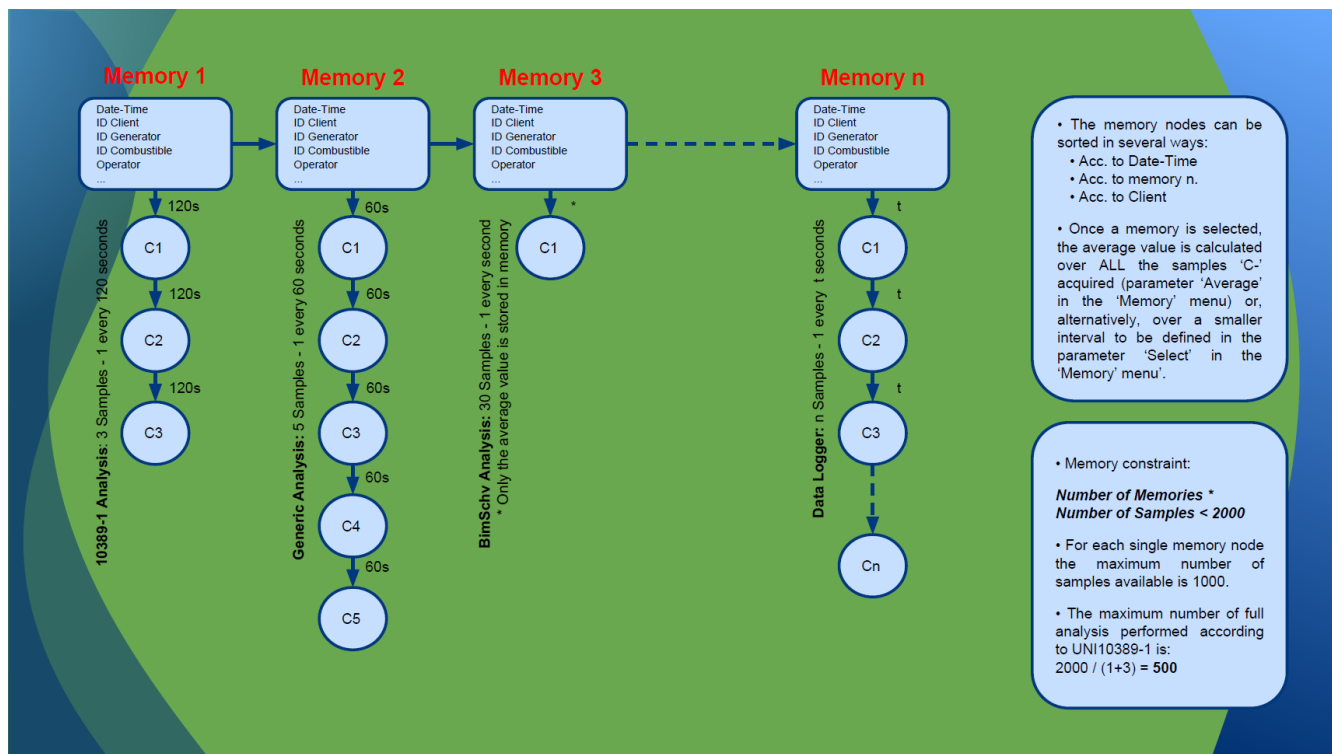 Memory 1
Date-Time
ID Client
ID Generator
ID Combustible
Operator
...
120s
C1
120s
C2
120s
C3
10389-1 Analysis: 3 Samples - 1 every 120 seconds
Memory 2
Date-Time
ID Client
ID Generator
ID Combustible
Operator
...
60s
C1
60s
C2
60s
C3
60s
C4
60s
C5
Generic Analysis: 5 Samples - 1 every 60 seconds
Memory 3
Date-Time
ID Client
ID Generator
ID Combustible
Operator
...
*
C1
BimSchv Analysis: 30 Samples - 1 every second
* Only the average value is stored in memory
Memory n
Date-Time
ID Client
ID Generator
ID Combustible
Operator
...
t
C1
t
C2
t
C3
Cn
Data Logger: n Samples - 1 every t seconds
• The memory nodes can be
sorted in several ways:
• Acc. to Date-Time
• Acc. to memory n.
• Acc. to Client
• Once a memory is selected,
the average value is calculated
over ALL the samples ‘C-’
acquired (parameter ‘Average’
in the ‘Memory’ menu) or,
alternatively, over a smaller
interval to be defined in the
parameter ‘Select’ in the
‘Memory’ menu’.
• Memory constraint:
Number of Memories *
Number of Samples < 2000
• For each single memory node
the maximum number of
samples available is 1000.
• The maximum number of full
analysis performed according
to UNI10389-1 is:
2000 / (1+3) = 500